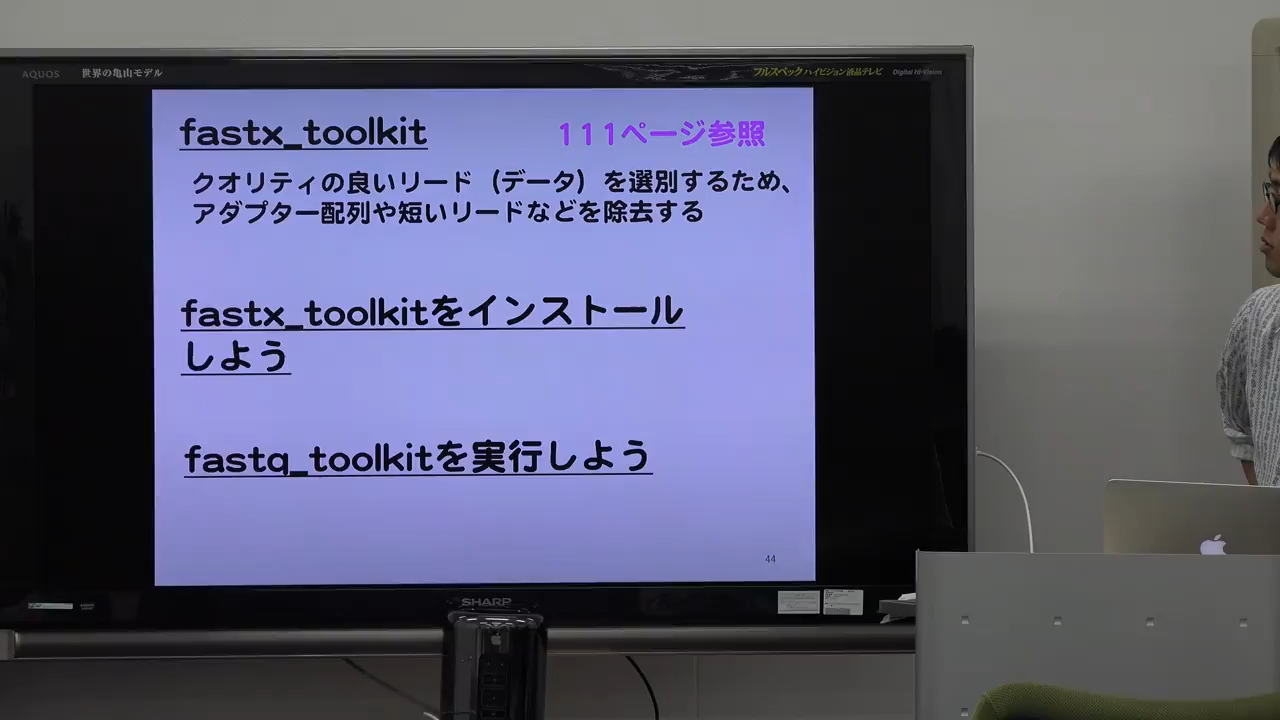 AQUOS 世界の亀山モデル
フルスペックハイビジョン液晶テレビ Digital Hi-Vision
fastx_toolkit
111ページ参照
クオリティの良いリード（データ）を選別するため、
アダプター配列や短いリードなどを除去する
fastx_toolkitをインストール
しよう
fastq_toolkitを実行しよう
44
SHARP